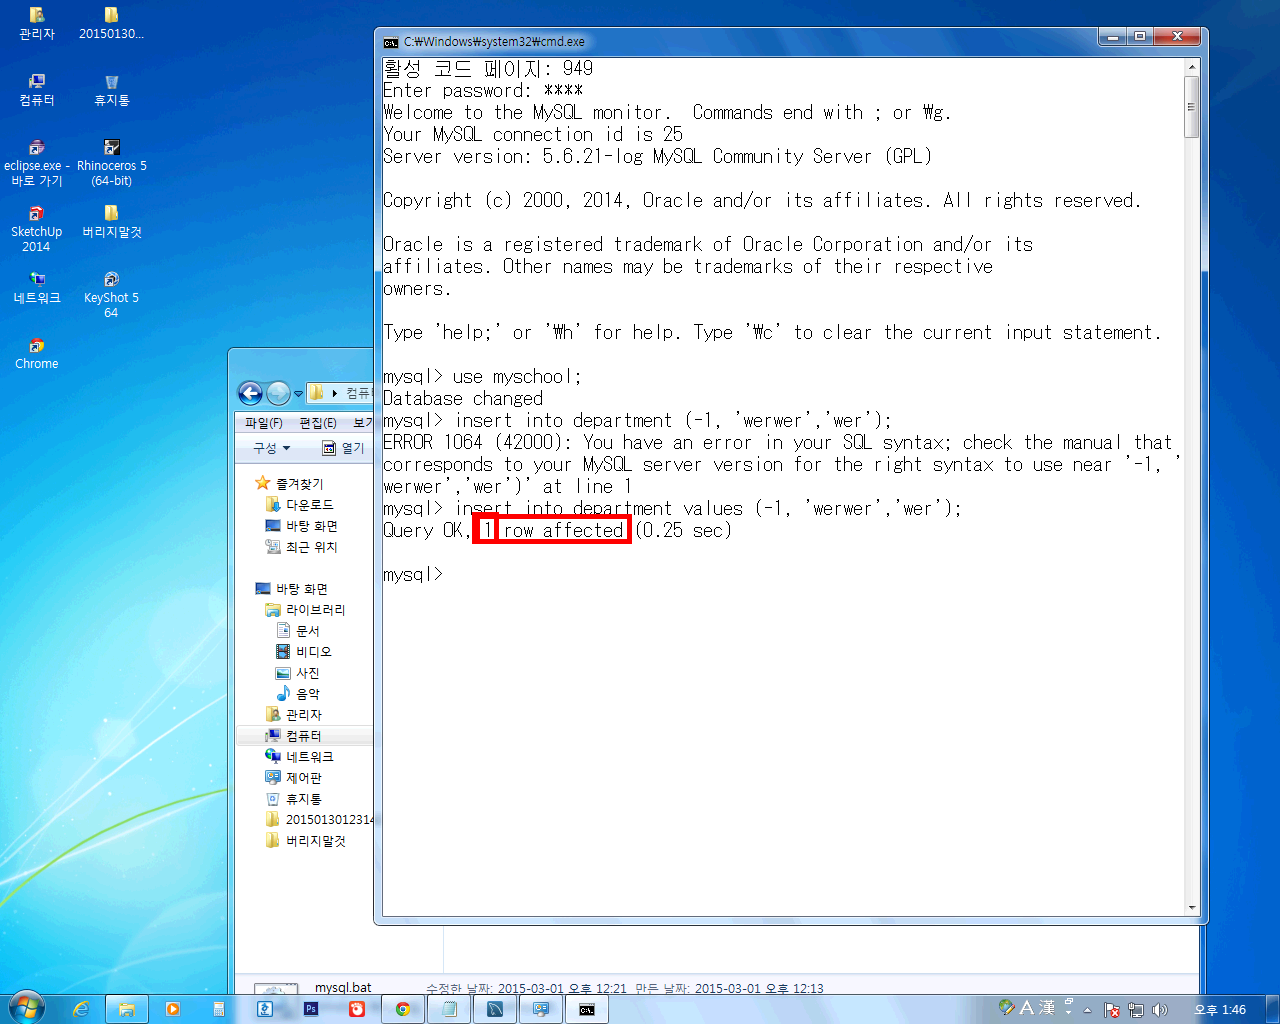 관리자
20150130...
컴퓨터
휴지통
eclipse.exe -
바로 가기
Rhinoceros 5
(64-bit)
SketchUp
2014
버리지말것
네트워크
KeyShot 5
64
Chrome
C:₩Windows₩system32₩cmd.exe
활성 코드 페이지: 949
Enter password: ****
Welcome to the MySQL monitor.  Commands end with ; or ₩g.
Your MySQL connection id is 25
Server version: 5.6.21-log MySQL Community Server (GPL)
Copyright (c) 2000, 2014, Oracle and/or its affiliates. All rights reserved.
Oracle is a registered trademark of Oracle Corporation and/or its
affiliates. Other names may be trademarks of their respective
owners.
Type 'help;' or '₩h' for help. Type '₩c' to clear the current input statement.
mysql> use myschool;
Database changed
mysql> insert into department (-1, 'werwer','wer');
ERROR 1064 (42000): You have an error in your SQL syntax; check the manual that
corresponds to your MySQL server version for the right syntax to use near '-1, '
werwer','wer')' at line 1
mysql> insert into department values (-1, 'werwer','wer');
Query OK, 1 row affected (0.25 sec)
mysql>
파일(F) 편집(E)
구성 열기
즐겨찾기
다운로드
바탕 화면
최근 위치
바탕 화면
라이브러리
문서
비디오
사진
음악
관리자
컴퓨터
네트워크
제어판
휴지통
2015013012314
버리지말것
mysql.bat
수정한 날짜: 2015-03-01 오후 12:21 만든 날짜: 2015-03-01 오후 12:13
A 漢
오후 1:46